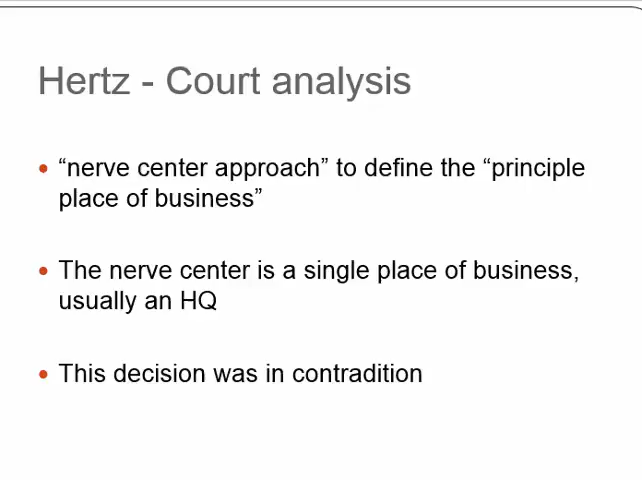 Hertz - Court analysis
“nerve center approach” to define the “principle
place of business”
The nerve center is a single place of business,
usually an HQ
This decision was in contradition